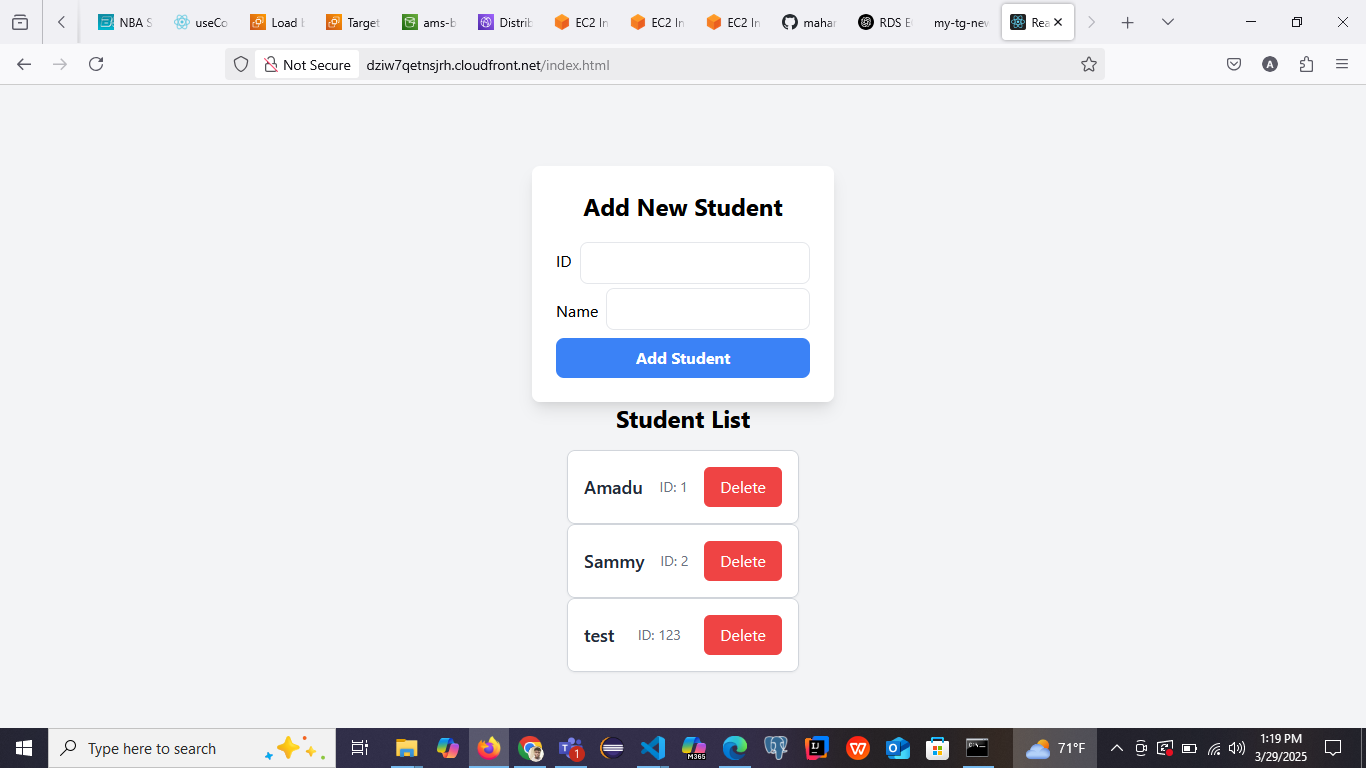 NBA S
useCo
Load b
Target
ams-b
Distrib
EC2 In
EC2 In
EC2 In
mahar
RDS E
my-tg-new
Rea
Not Secure
dziw7qetnsjrh.cloudfront.net/index.html
A
Add New Student
ID
Name
Add Student
Student List
Amadu ID: 1 Delete
Sammy ID: 2 Delete
test ID: 123 Delete
Type here to search
1
M365
71°F
1:19 PM
3/29/2025